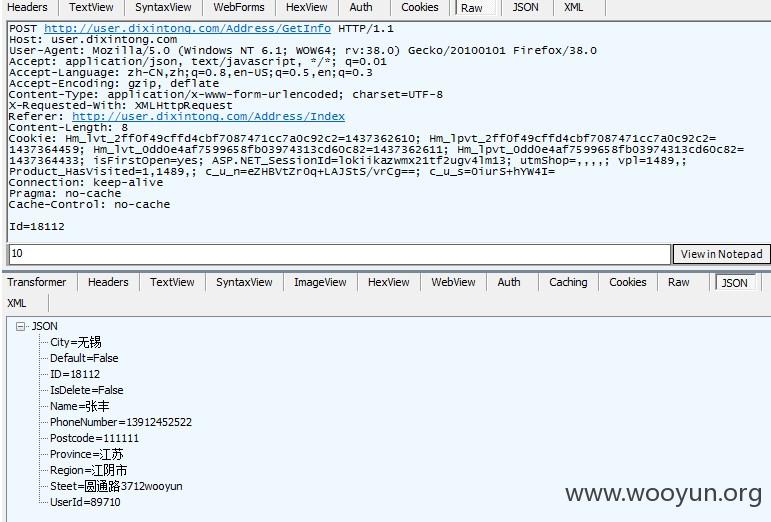 Headers TextView SyntaxView WebForms HexView Auth Cookies Raw JSON XML
POST http://user.dixintong.com/Address/GetInfo HTTP/1.1
Host: user.dixintong.com
User-Agent: Mozilla/5.0 (Windows NT 6.1; WOW64; rv:38.0) Gecko/20100101 Firefox/38.0
Accept: application/json, text/javascript, */*; q=0.01
Accept-Language: zh-CN,zh;q=0.8,en-US;q=0.5,en;q=0.3
Accept-Encoding: gzip, deflate
Content-Type: application/x-www-form-urlencoded; charset=UTF-8
X-Requested-With: XMLHttpRequest
Referer: http://user.dixintong.com/Address/Index
Content-Length: 8
Cookie: Hm_lvt_2ff0f49cffd4cbf7087471cc7a0c92c2=1437362610; Hm_lpvt_2ff0f49cffd4cbf7087471cc7a0c92c2=
1437364459; Hm_lvt_0dd0e4af7599658fb03974313cd60c82=1437362611; Hm_lpvt_0dd0e4af7599658fb03974313cd60c82=
1437364433; isFirstOpen=yes; ASP.NET_SessionId=lokiikazwmx21tf2ugv4lm13; utmShop=,,,,; vpl=1489,;
Product_HasVisited=1,1489,; c_u_n=eZHBVtZrOq+LAJStS/vrCg==; c_u_s=0iurS+hYW4I=
Connection: keep-alive
Pragma: no-cache
Cache-Control: no-cache
Id=18112
10 View in Notepad
Transformer Headers TextView SyntaxView ImageView HexView WebView Auth Caching Cookies Raw JSON
XML
JSON
City=无锡
Default=False
ID=18112
IsDelete=False
Name=张丰
PhoneNumber=13912452522
Postcode=111111
Province=江苏
Region=江阴市
Steet=圆通路3712wooyun
UserId=89710
www.wooyun.org